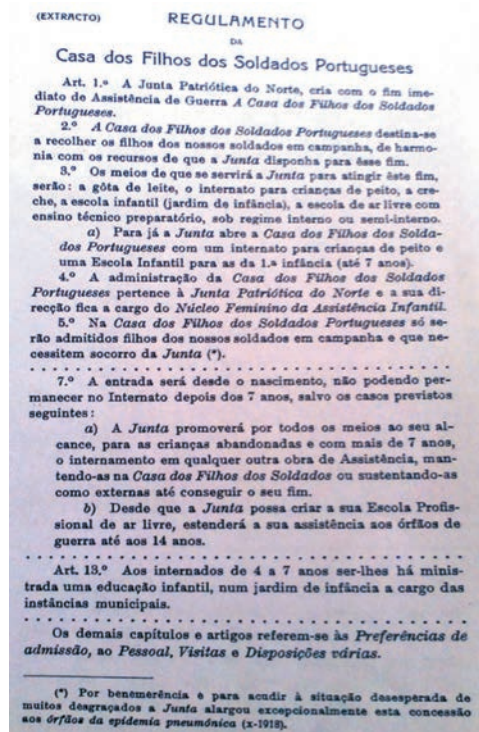 (EXTRACTO)
REGULAMENTO
DA
Casa dos Filhos dos Soldados Portugueses
Art. 1.º A Junta Patriótica do Norte, cria com o fim ime-
diato de Assistência de Guerra A Casa dos Filhos dos Soldados
Portugueses.
2.º A Casa dos Filhos dos Soldados Portugueses destina-se
a recolher os filhos dos nossos soldados em campanha, de harmo-
nia com os recursos de que a Junta disponha para êsse fim.
3.º Os meios de que se servirá a Junta para atingir êste fim,
serão: a gôta de leite, o internato para crianças de peito, a cre-
che, a escola infantil (jardim de infância), a escola de ar livre com
ensino técnico preparatório, sob regime interno ou semi-interno.
a) Para já a Junta abre a Casa dos Filhos dos Solda-
dos Portugueses com um internato para crianças de peito e
uma Escola Infantil para as da 1.ª infância (até 7 anos).
4.º A administração da Casa dos Filhos dos Soldados
Portugueses pertence à Junta Patriótica do Norte e a sua di-
recção fica a cargo do Núcleo Feminino da Assistência Infantil.
5.º Na Casa dos Filhos dos Soldados Portugueses só se-
rão admitidos filhos dos nossos soldados em campanha e que ne-
cessitem socorro da Junta (*).
7.º A entrada será desde o nascimento, não podendo per-
manecer no Internato depois dos 7 anos, salvo os casos previstos
seguintes:
a) A Junta promoverá por todos os meios ao seu al-
cance, para as crianças abandonadas e com mais de 7 anos,
o internamento em qualquer outra obra de Assistência, man-
tendo-as na Casa dos Filhos dos Soldados ou sustentando-as
como externas até conseguir o seu fim.
b) Desde que a Junta possa criar a sua Escola Profis-
sional de ar livre, estenderá a sua assistência aos órfãos de
guerra até aos 14 anos.
Art. 13.º Aos internados de 4 a 7 anos ser-lhes há minis-
trada uma educação infantil, num jardim de infância a cargo das
instâncias municipais.
Os demais capítulos e artigos referem-se às Preferências de
admissão, ao Pessoal, Visitas e Disposições várias.
(*) Por benemerência e para acudir à situação desesperada de
muitos desgraçados a Junta alargou excepcionalmente esta concessão
aos órfãos da epidemia pneumónica (x-1918).